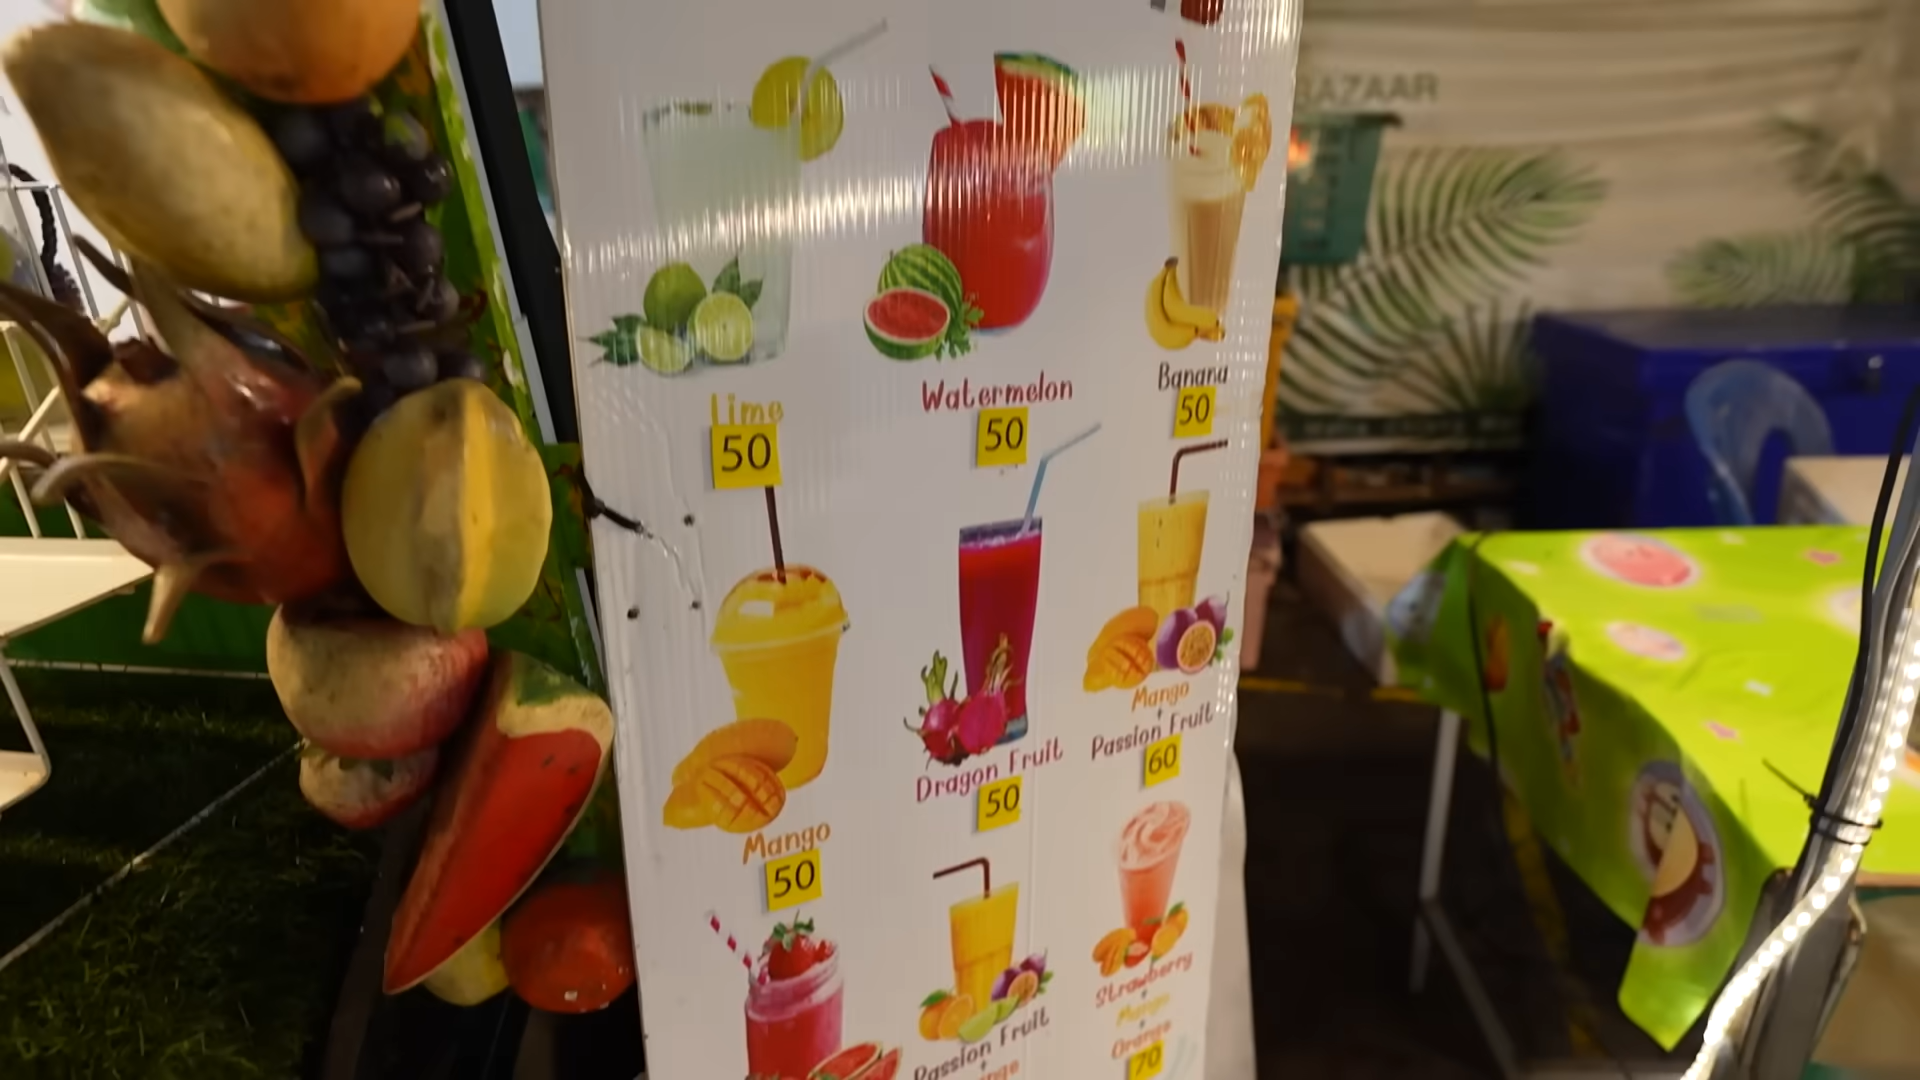 BAZAAR
Lime
50
Watermelon
50
Banana
50
Mango
50
Dragon Fruit
50
Mango
+
Passion Fruit
60
Passion Fruit
+
Strawberry
+
Mango
+
Orange
70